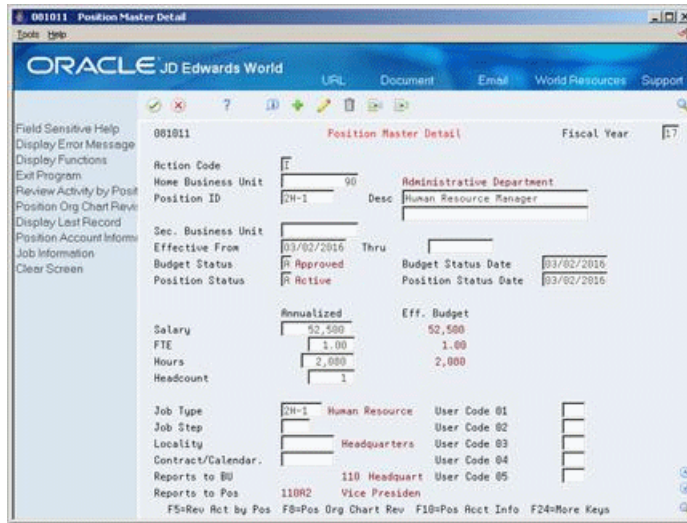 081011 Position Master Detail
Tools Help
ORACLE JD Edwards World
URL Document Email World Resources Support
Field Sensitive Help
Display Error Message
Display Functions
Exit Program
Review Activity by Posit
Position Org Chart Revis
Display Last Record
Position Account Informa
Job Information
Clear Screen
081011 Position Master Detail Fiscal Year 17
Action Code I
Home Business Unit 90 Administrative Department
Position ID 2H-1 Desc Human Resource Manager
Sec. Business Unit
Effective From 03/02/2016 Thru
Budget Status A Approved Budget Status Date 03/02/2016
Position Status A Active Position Status Date 03/02/2016
Annualized Eff. Budget
Salary 52,500 52,500
FTE 1.00 1.00
Hours 2,080 2,080
Headcount 1
Job Type 2H-1 Human Resource User Code 01
Job Step User Code 02
Locality Headquarters User Code 03
Contract/Calendar. User Code 04
Reports to BU 110 Headquart User Code 05
Reports to Pos 110A2 Vice Presiden
F5=Rev Act by Pos F8=Pos Org Chart Rev F10=Pos Acct Info F24=More Keys